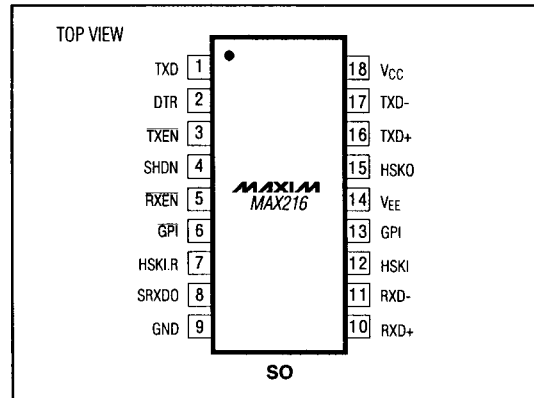 TOP VIEW
TXD 1
DTR 2
TXEN 3
SHDN 4
RXEN 5
GPI 6
HSKI.R 7
SRXDO 8
GND 9
MAXIM
MAX216
18 VCC
17 TXD-
16 TXD+
15 HSKO
14 VEE
13 GPI
12 HSKI
11 RXD-
10 RXD+
SO